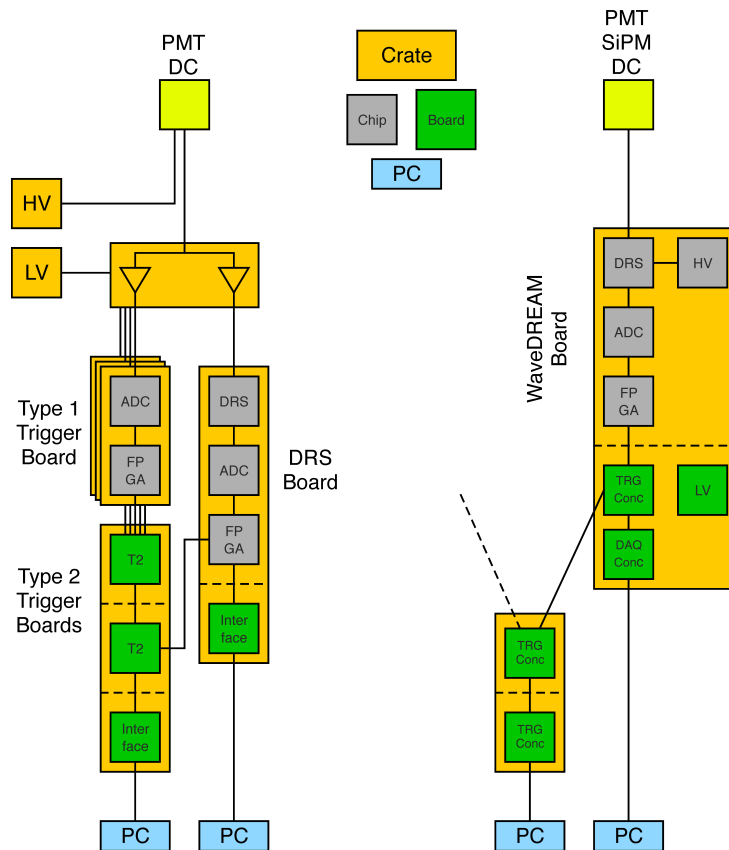 PMT
DC
Crate
Chip
Board
PC
PMT
SiPM
DC
HV
LV
Type 1
Trigger
Board
ADC
FP
GA
DRS
ADC
FP
GA
DRS
Board
Type 2
Trigger
Boards
T2
T2
Inter
face
Inter
face
PC
PC
WaveDREAM
Board
DRS
HV
ADC
FP
GA
TRG
Conc
LV
DAQ
Conc
TRG
Conc
TRG
Conc
PC
PC